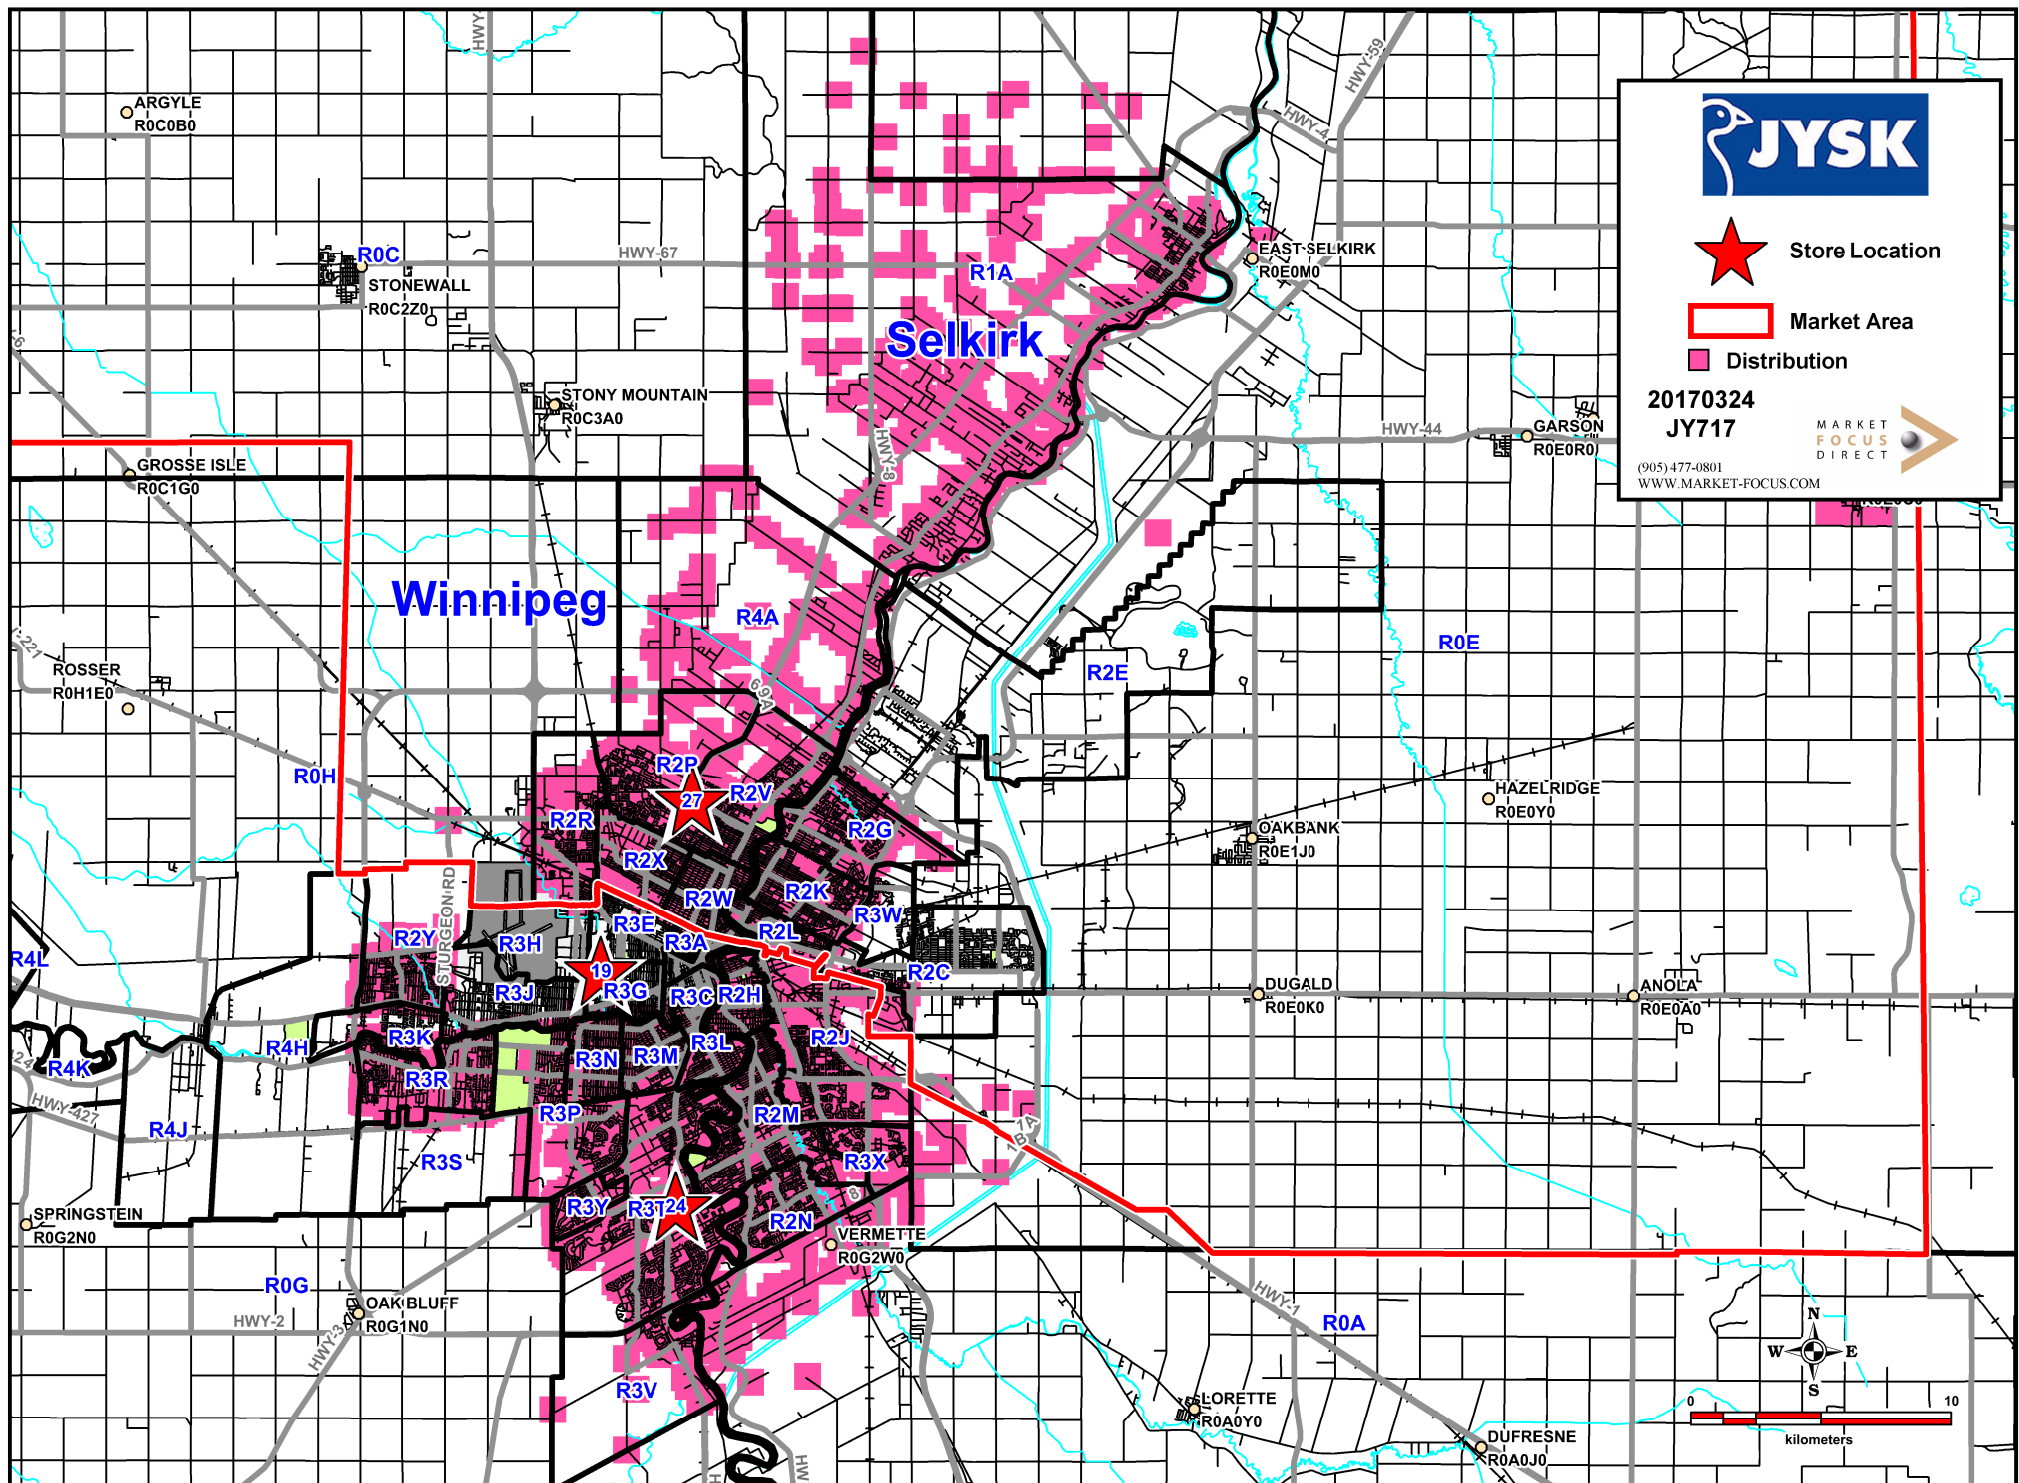 HWY-
HWY-59
ARGYLE
R0C0B0
HWY-4
JYSK
Store Location
Market Area
Distribution
20170324
JY717
MARKET
FOCUS
DIRECT
(905) 477-0801
WWW.MARKET-FOCUS.COM
R0C
STONEWALL
R0C2Z0
HWY-67
R1A
EAST SELKIRK
R0E0M0
Selkirk
STONY MOUNTAIN
R0C3A0
HWY-8
HWY-44
GARSON
R0E0R0
GROSSE ISLE
R0C1G0
Winnipeg
R4A
R2E
R0E
ROSSER
R0H1E0
69A
R0H
R2P
27
R2V
R2R
R2G
HAZELRIDGE
R0E0Y0
OAKBANK
R0E1J0
R2X
R2W
R2K
R3W
STURGEON RD
R2Y
R3H
R3E
R3A
R2L
R4L
19
R2C
R3J
R3G
R3C
R2H
DUGALD
R0E0K0
ANOLA
R0E0A0
R4H
R3K
R3N
R3M
R3L
R2J
R4K
R3R
HWY-427
R4J
R3P
R2M
1A
1B
R3S
R3X
R3Y
R3T
24
R2N
SPRINGSTEIN
R0G2N0
VERMETTE
R0G2W0
R0G
OAK BLUFF
R0G1N0
HWY-2
HWY-3
HWY-1
R0A
R3V
LORETTE
R0A0Y0
DUFRESNE
R0A0J0
N
W
E
S
0
10
kilometers